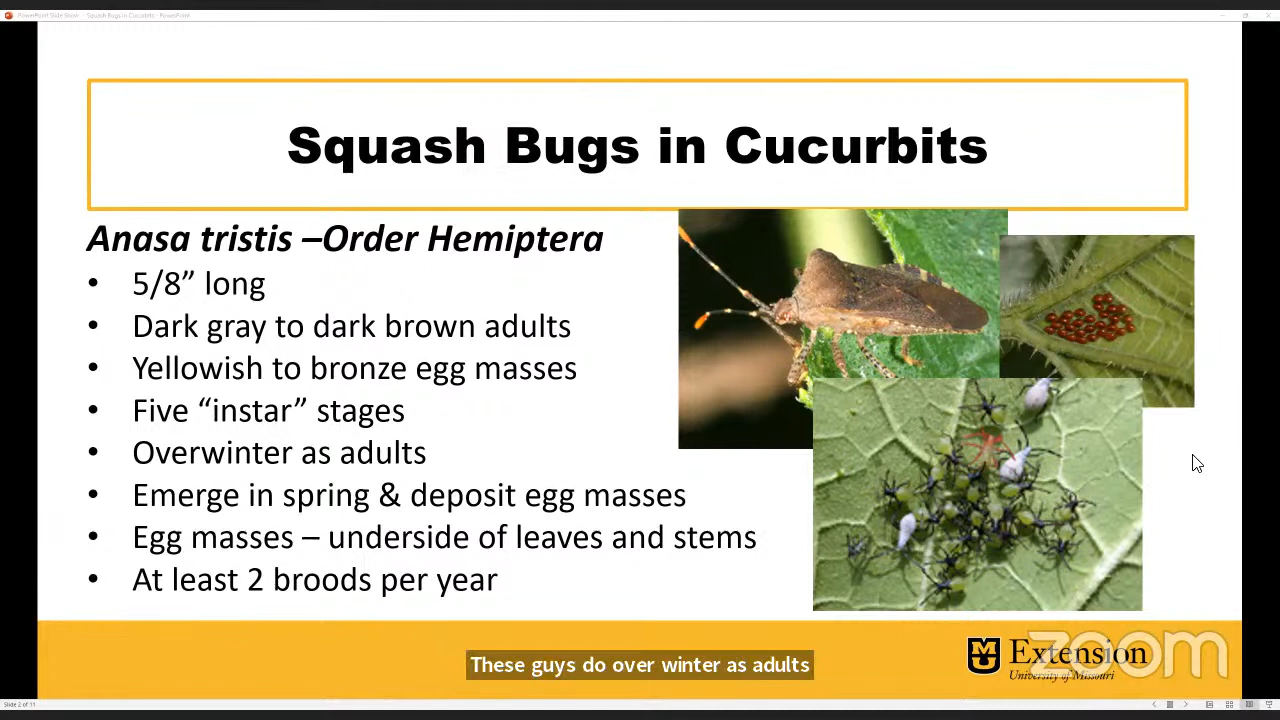 PowerPoint Slide Show - Squash Bugs in Cucurbits - PowerPoint
Squash Bugs in Cucurbits
Anasa tristis –Order Hemiptera
• 5/8” long
• Dark gray to dark brown adults
• Yellowish to bronze egg masses
• Five “instar” stages
• Overwinter as adults
• Emerge in spring & deposit egg masses
• Egg masses – underside of leaves and stems
• At least 2 broods per year
These guys do over winter as adults
MU Extension
University of Missouri
zoom
Slide 2 of 11